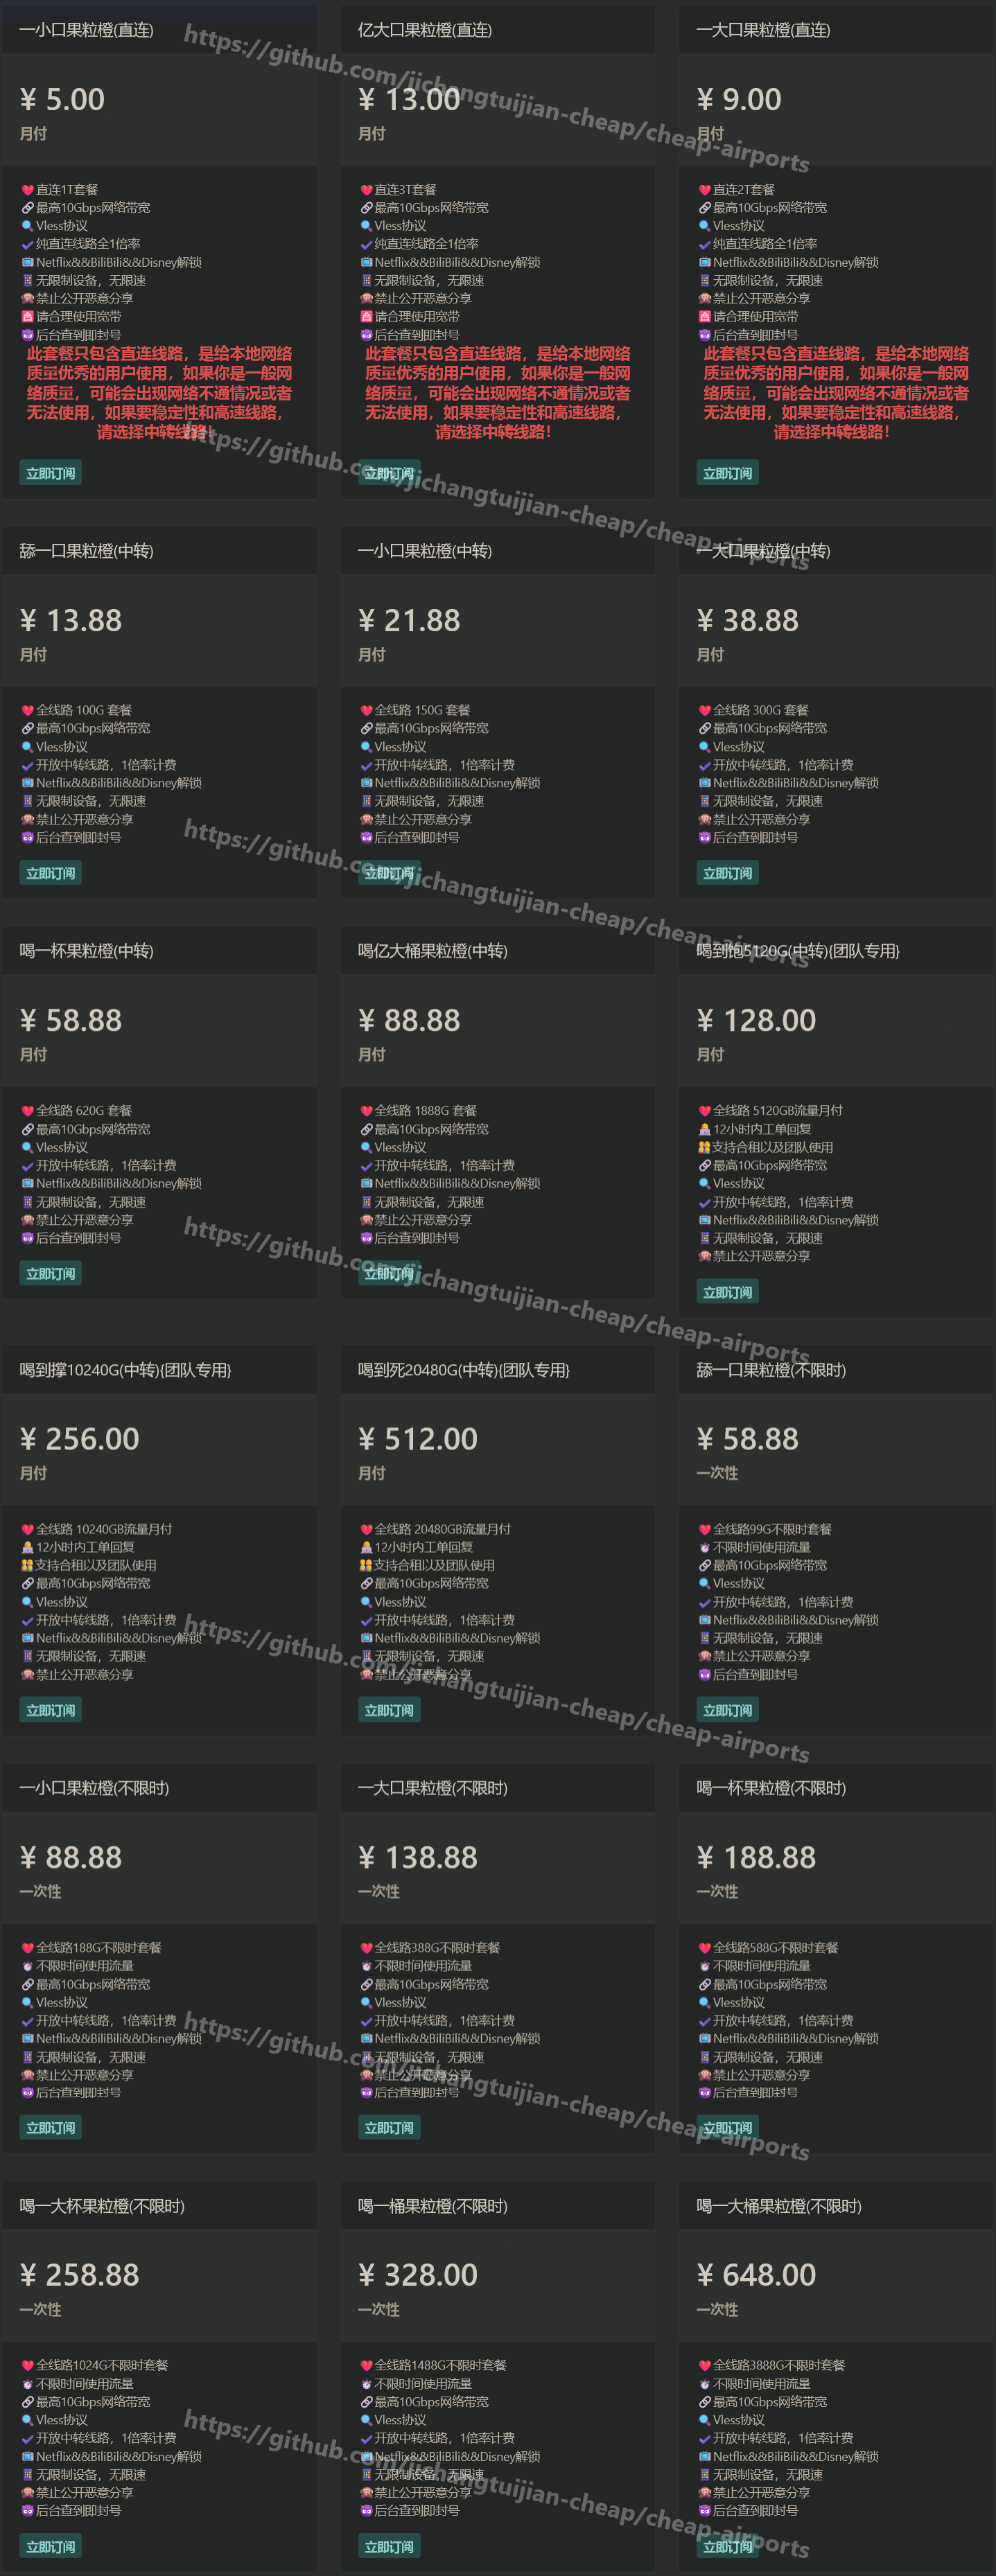 一小口果粒橙(直连)
¥ 5.00
月付
直连1T套餐
最高10Gbps网络带宽
Vless协议
纯直连线路全1倍率
Netflix&&BiliBili&&Disney解锁
无限制设备，无限速
禁止公开恶意分享
请合理使用宽带
后台查到即封号
此套餐只包含直连线路，是给本地网络
质量优秀的用户使用，如果你是一般网
络质量，可能会出现网络不通情况或者
无法使用，如果要稳定性和高速线路，
请选择中转线路！
立即订阅
亿大口果粒橙(直连)
¥ 13.00
月付
直连3T套餐
最高10Gbps网络带宽
Vless协议
纯直连线路全1倍率
Netflix&&BiliBili&&Disney解锁
无限制设备，无限速
禁止公开恶意分享
请合理使用宽带
后台查到即封号
此套餐只包含直连线路，是给本地网络
质量优秀的用户使用，如果你是一般网
络质量，可能会出现网络不通情况或者
无法使用，如果要稳定性和高速线路，
请选择中转线路！
立即订阅
一大口果粒橙(直连)
¥ 9.00
月付
直连2T套餐
最高10Gbps网络带宽
Vless协议
纯直连线路全1倍率
Netflix&&BiliBili&&Disney解锁
无限制设备，无限速
禁止公开恶意分享
请合理使用宽带
后台查到即封号
此套餐只包含直连线路，是给本地网络
质量优秀的用户使用，如果你是一般网
络质量，可能会出现网络不通情况或者
无法使用，如果要稳定性和高速线路，
请选择中转线路！
立即订阅
https://github.com/jichangtuijian-cheap/cheap-airports
https://github.com/jichangtuijian-cheap/cheap-airports
舔一口果粒橙(中转)
¥ 13.88
月付
全线路 100G 套餐
最高10Gbps网络带宽
Vless协议
开放中转线路，1倍率计费
Netflix&&BiliBili&&Disney解锁
无限制设备，无限速
禁止公开恶意分享
后台查到即封号
立即订阅
一小口果粒橙(中转)
¥ 21.88
月付
全线路 150G 套餐
最高10Gbps网络带宽
Vless协议
开放中转线路，1倍率计费
Netflix&&BiliBili&&Disney解锁
无限制设备，无限速
禁止公开恶意分享
后台查到即封号
立即订阅
一大口果粒橙(中转)
¥ 38.88
月付
全线路 300G 套餐
最高10Gbps网络带宽
Vless协议
开放中转线路，1倍率计费
Netflix&&BiliBili&&Disney解锁
无限制设备，无限速
禁止公开恶意分享
后台查到即封号
立即订阅
https://github.com/jichangtuijian-cheap/cheap-airports
喝一杯果粒橙(中转)
¥ 58.88
月付
全线路 620G 套餐
最高10Gbps网络带宽
Vless协议
开放中转线路，1倍率计费
Netflix&&BiliBili&&Disney解锁
无限制设备，无限速
禁止公开恶意分享
后台查到即封号
立即订阅
喝亿大桶果粒橙(中转)
¥ 88.88
月付
全线路 1888G 套餐
最高10Gbps网络带宽
Vless协议
开放中转线路，1倍率计费
Netflix&&BiliBili&&Disney解锁
无限制设备，无限速
禁止公开恶意分享
后台查到即封号
立即订阅
喝到饱5120G(中转){团队专用}
¥ 128.00
月付
全线路 5120GB流量月付
12小时内工单回复
支持合租以及团队使用
最高10Gbps网络带宽
Vless协议
开放中转线路，1倍率计费
Netflix&&BiliBili&&Disney解锁
无限制设备，无限速
禁止公开恶意分享
立即订阅
https://github.com/jichangtuijian-cheap/cheap-airports
喝到撑10240G(中转){团队专用}
¥ 256.00
月付
全线路 10240GB流量月付
12小时内工单回复
支持合租以及团队使用
最高10Gbps网络带宽
Vless协议
开放中转线路，1倍率计费
Netflix&&BiliBili&&Disney解锁
无限制设备，无限速
禁止公开恶意分享
立即订阅
喝到死20480G(中转){团队专用}
¥ 512.00
月付
全线路 20480GB流量月付
12小时内工单回复
支持合租以及团队使用
最高10Gbps网络带宽
Vless协议
开放中转线路，1倍率计费
Netflix&&BiliBili&&Disney解锁
无限制设备，无限速
禁止公开恶意分享
立即订阅
舔一口果粒橙(不限时)
¥ 58.88
一次性
全线路99G不限时套餐
不限时间使用流量
最高10Gbps网络带宽
Vless协议
开放中转线路，1倍率计费
Netflix&&BiliBili&&Disney解锁
无限制设备，无限速
禁止公开恶意分享
后台查到即封号
立即订阅
https://github.com/jichangtuijian-cheap/cheap-airports
一小口果粒橙(不限时)
¥ 88.88
一次性
全线路188G不限时套餐
不限时间使用流量
最高10Gbps网络带宽
Vless协议
开放中转线路，1倍率计费
Netflix&&BiliBili&&Disney解锁
无限制设备，无限速
禁止公开恶意分享
后台查到即封号
立即订阅
一大口果粒橙(不限时)
¥ 138.88
一次性
全线路388G不限时套餐
不限时间使用流量
最高10Gbps网络带宽
Vless协议
开放中转线路，1倍率计费
Netflix&&BiliBili&&Disney解锁
无限制设备，无限速
禁止公开恶意分享
后台查到即封号
立即订阅
喝一杯果粒橙(不限时)
¥ 188.88
一次性
全线路588G不限时套餐
不限时间使用流量
最高10Gbps网络带宽
Vless协议
开放中转线路，1倍率计费
Netflix&&BiliBili&&Disney解锁
无限制设备，无限速
禁止公开恶意分享
后台查到即封号
立即订阅
https://github.com/jichangtuijian-cheap/cheap-airports
喝一大杯果粒橙(不限时)
¥ 258.88
一次性
全线路1024G不限时套餐
不限时间使用流量
最高10Gbps网络带宽
Vless协议
开放中转线路，1倍率计费
Netflix&&BiliBili&&Disney解锁
无限制设备，无限速
禁止公开恶意分享
后台查到即封号
立即订阅
喝一桶果粒橙(不限时)
¥ 328.00
一次性
全线路1488G不限时套餐
不限时间使用流量
最高10Gbps网络带宽
Vless协议
开放中转线路，1倍率计费
Netflix&&BiliBili&&Disney解锁
无限制设备，无限速
禁止公开恶意分享
后台查到即封号
立即订阅
喝一大桶果粒橙(不限时)
¥ 648.00
一次性
全线路3888G不限时套餐
不限时间使用流量
最高10Gbps网络带宽
Vless协议
开放中转线路，1倍率计费
Netflix&&BiliBili&&Disney解锁
无限制设备，无限速
禁止公开恶意分享
后台查到即封号
立即订阅
https://github.com/jichangtuijian-cheap/cheap-airports